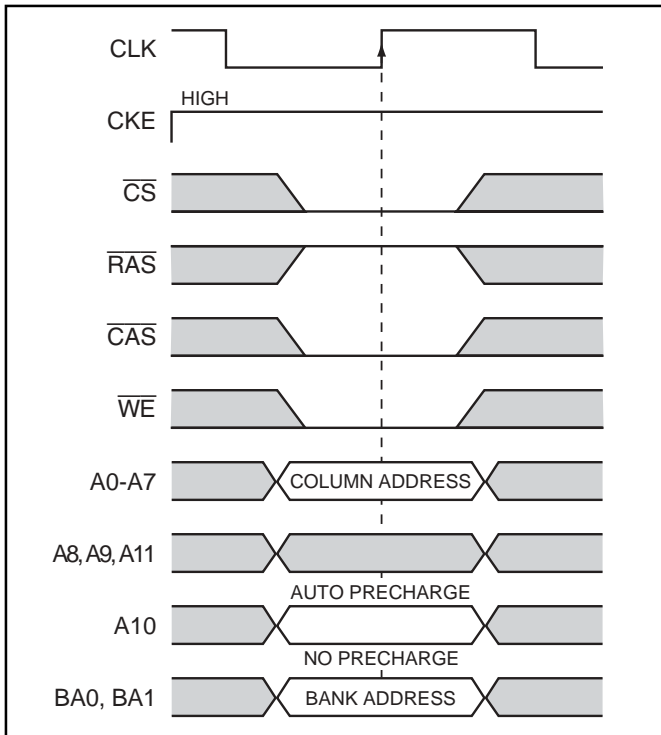 CLK
HIGH
CKE
CS
RAS
CAS
WE
A0-A7 COLUMN ADDRESS
A8, A9, A11
AUTO PRECHARGE
A10
NO PRECHARGE
BA0, BA1 BANK ADDRESS